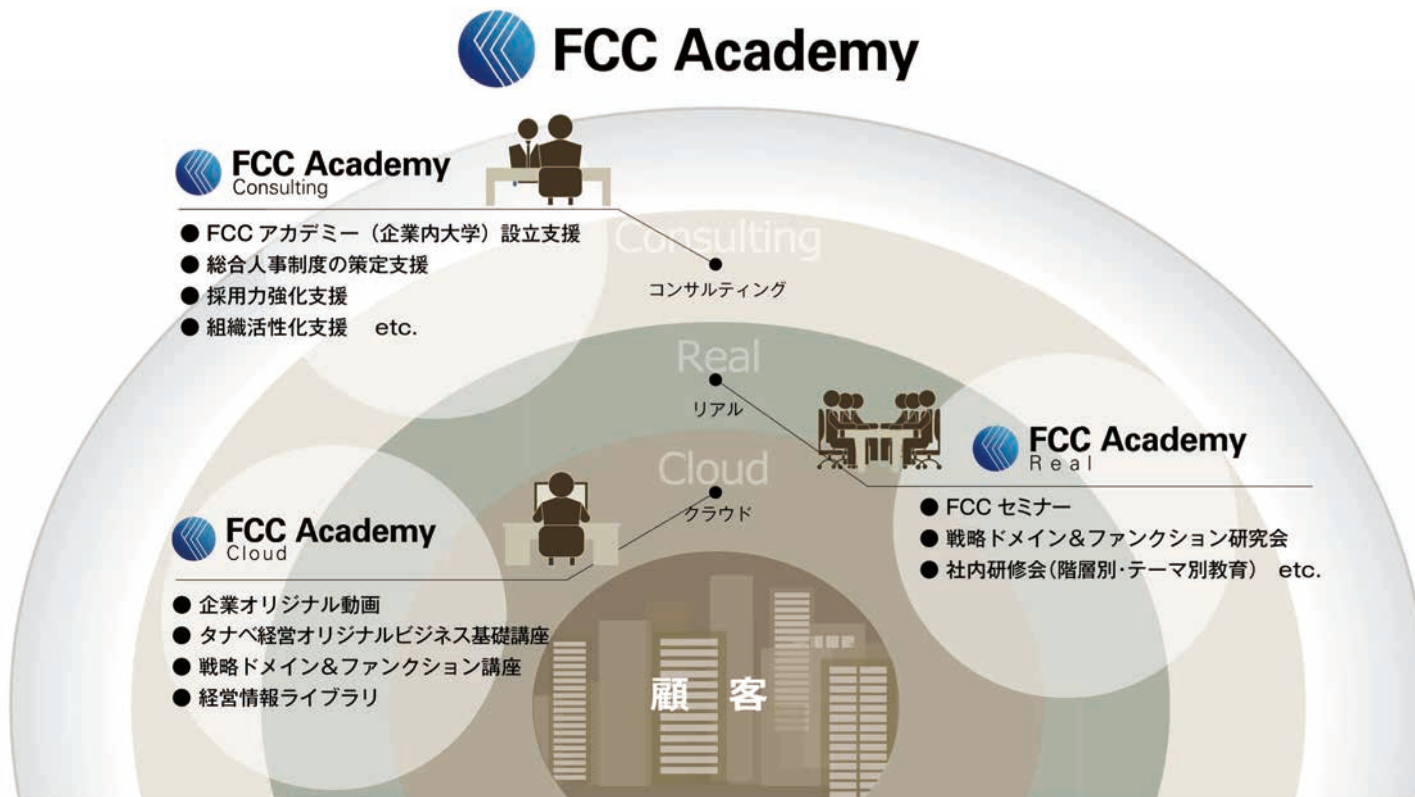 FCC Academy
FCC Academy
Consulting
● FCC アカデミー（企業内大学）設立支援
● 総合人事制度の策定支援
● 採用力強化支援
● 組織活性化支援 etc.
Consulting
コンサルティング
Real
リアル
FCC Academy
Real
● FCC セミナー
● 戦略ドメイン＆ファンクション研究会
● 社内研修会（階層別・テーマ別教育） etc.
Cloud
クラウド
FCC Academy
Cloud
● 企業オリジナル動画
● タナベ経営オリジナルビジネス基礎講座
● 戦略ドメイン＆ファンクション講座
● 経営情報ライブラリ
顧 客